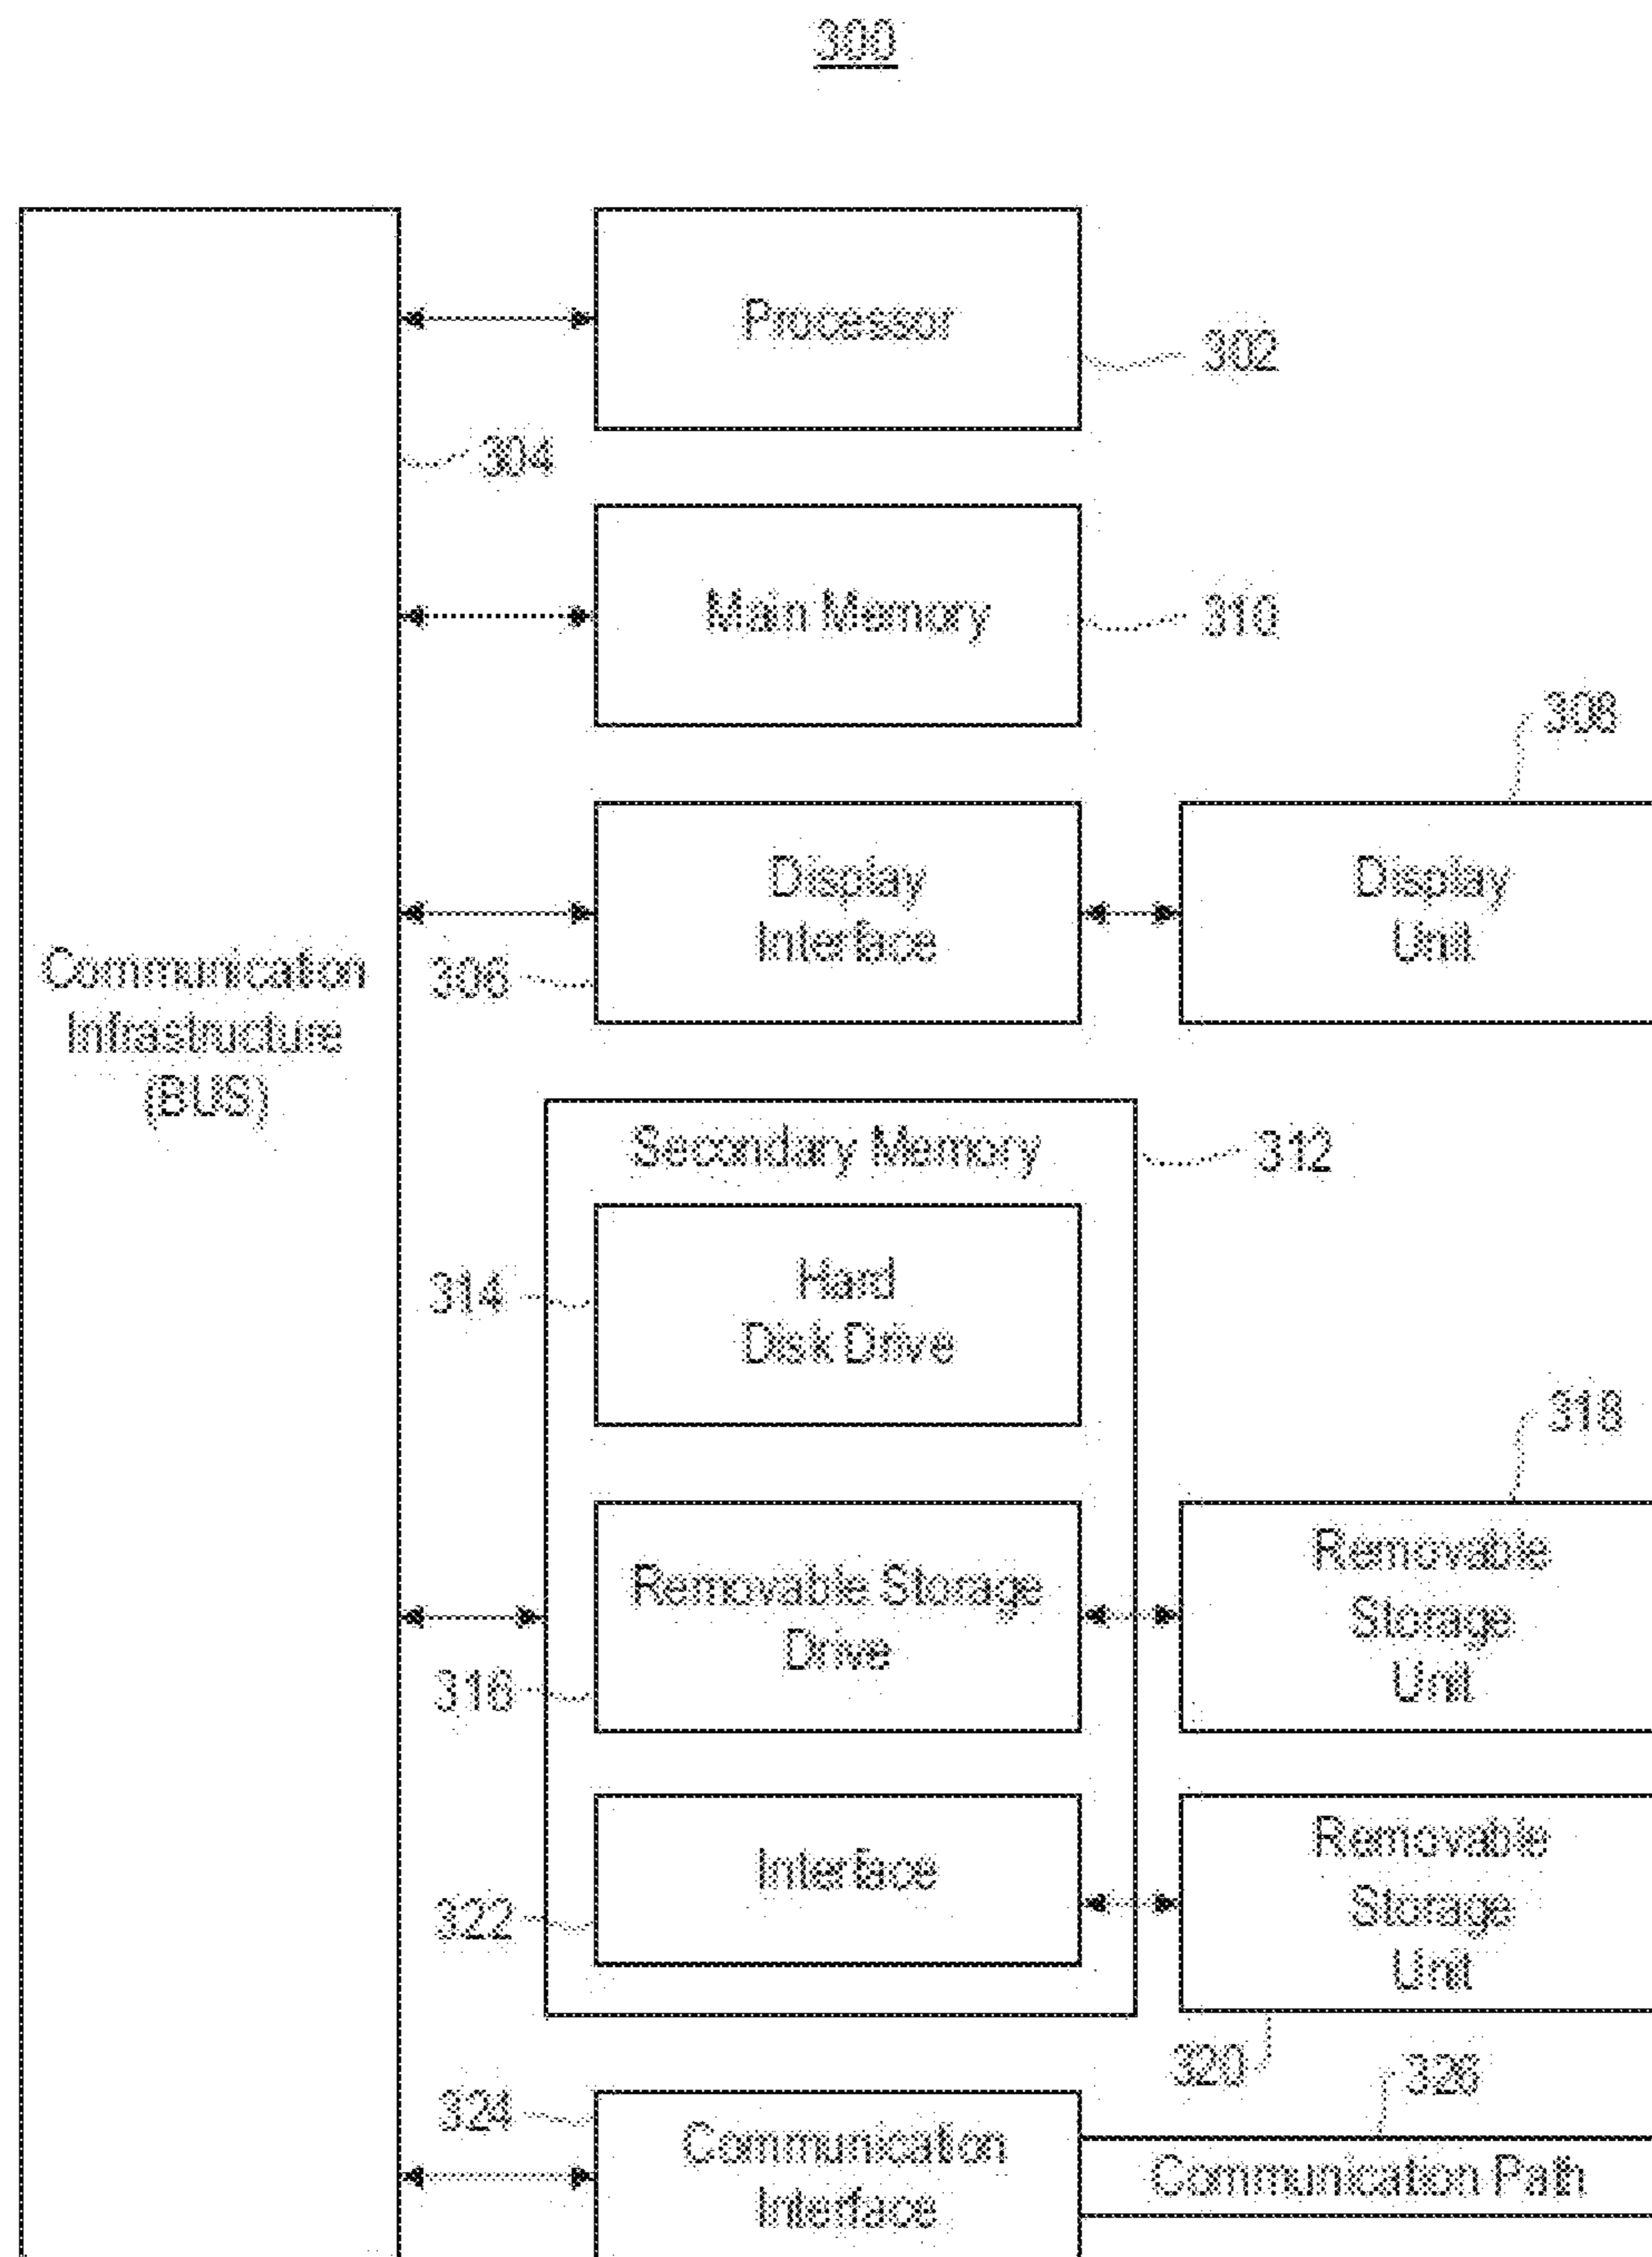 300
Processor
302
304
Main Memory
310
308
Display
Interface
Display
Unit
306
Communication
Infrastructure
(BUS)
Secondary Memory
312
Hard
Disk Drive
314
318
Removable Storage
Drive
Removable
Storage
Unit
316
Interface
Removable
Storage
Unit
322
320
326
324
Communication
Interface
Communication Path